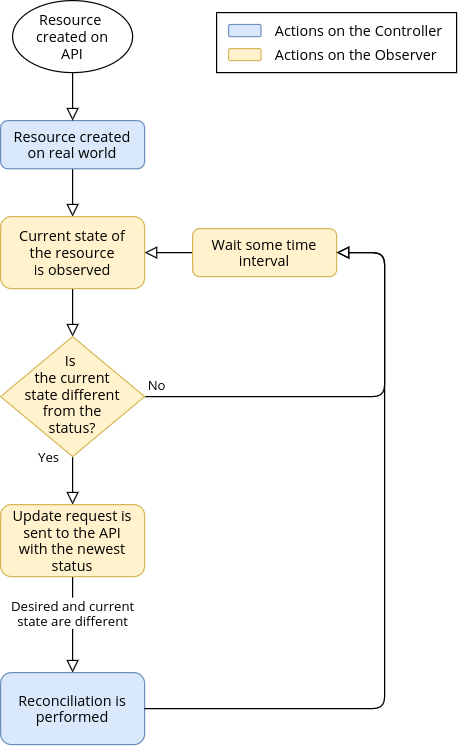 Resource
created on
API
Actions on the Controller
Actions on the Observer
Resource created
on real world
Current state of
the resource
is observed
Wait some time
interval
Is
the current
state different
from the
status?
No
Yes
Update request is
sent to the API
with the newest
status
Desired and current
state are different
Reconciliation is
performed